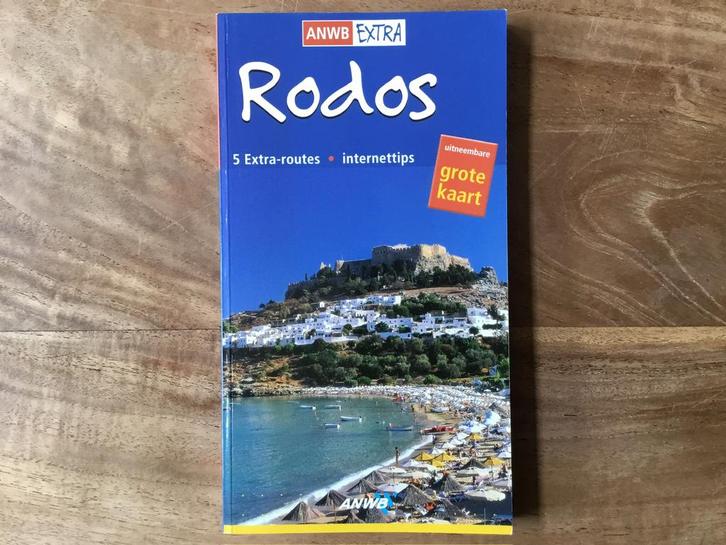 ANWB EXTRA
Rodos
5 Extra-routes • internettips
uitneembare
grote
kaart
ANWB